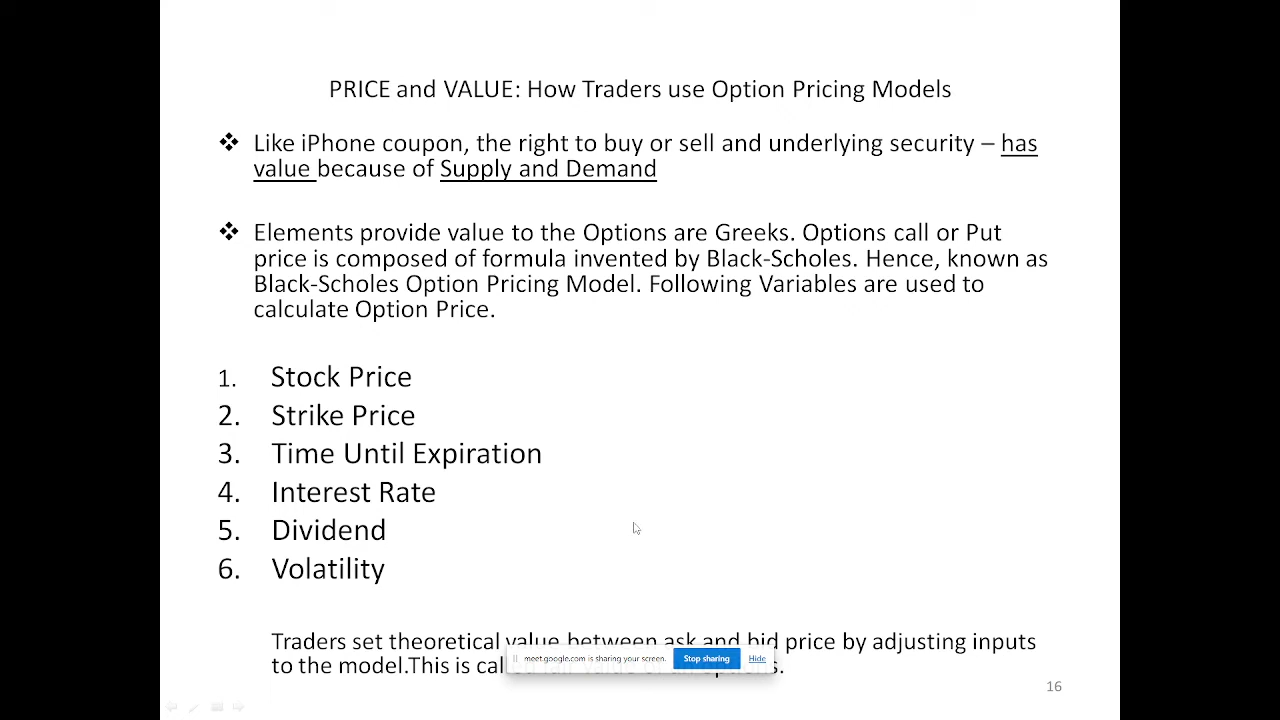 PRICE and VALUE: How Traders use Option Pricing Models
❖ Like iPhone coupon, the right to buy or sell and underlying security – has
value because of Supply and Demand
❖ Elements provide value to the Options are Greeks. Options call or Put
price is composed of formula invented by Black-Scholes. Hence, known as
Black-Scholes Option Pricing Model. Following Variables are used to
calculate Option Price.
1. Stock Price
2. Strike Price
3. Time Until Expiration
4. Interest Rate
5. Dividend
6. Volatility
Traders set theoretical value between ask and bid price by adjusting inputs
to the model.This is
meet.google.com is sharing your screen. Stop sharing Hide
16